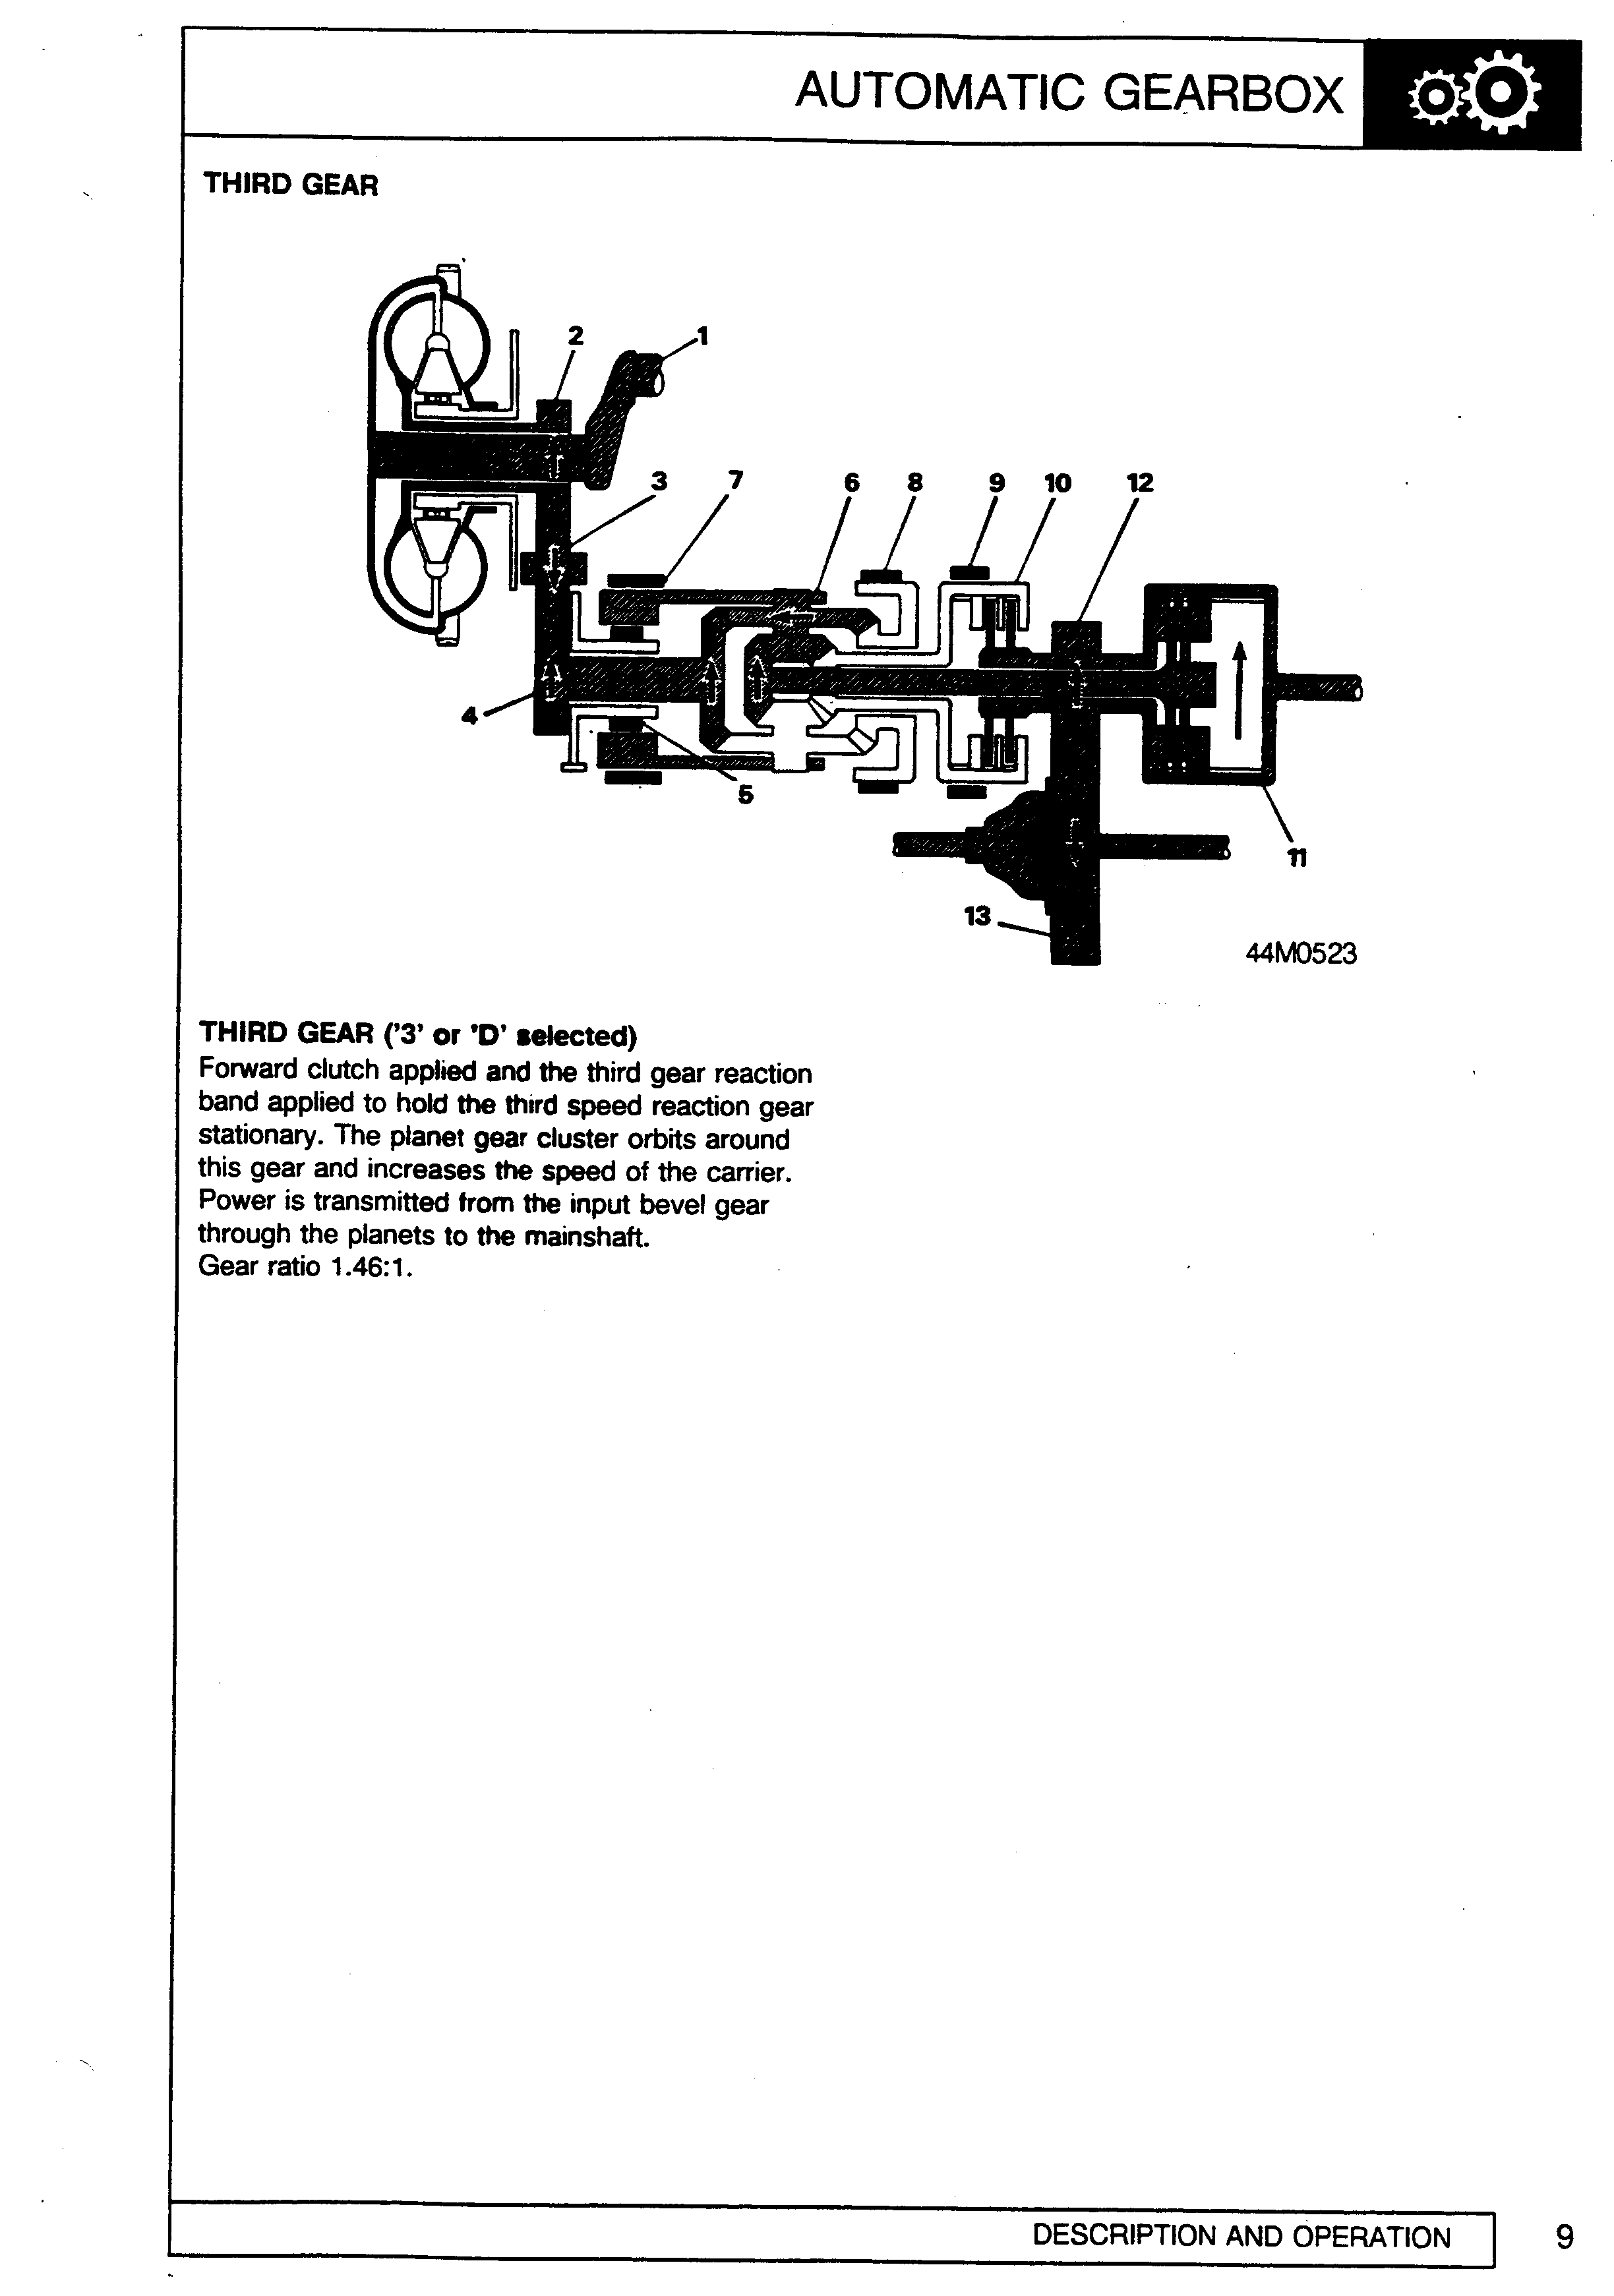 AUTOMATIC GEARBOX
THIRD GEAR
2
1
3
7
6
8
9
10
12
4
5
11
13
44M0523
THIRD GEAR ('3' or 'D' selected)
Forward clutch applied and the third gear reaction
band applied to hold the third speed reaction gear
stationary. The planet gear cluster orbits around
this gear and increases the speed of the carrier.
Power is transmitted from the input bevel gear
through the planets to the mainshaft.
Gear ratio 1.46:1.
DESCRIPTION AND OPERATION
9